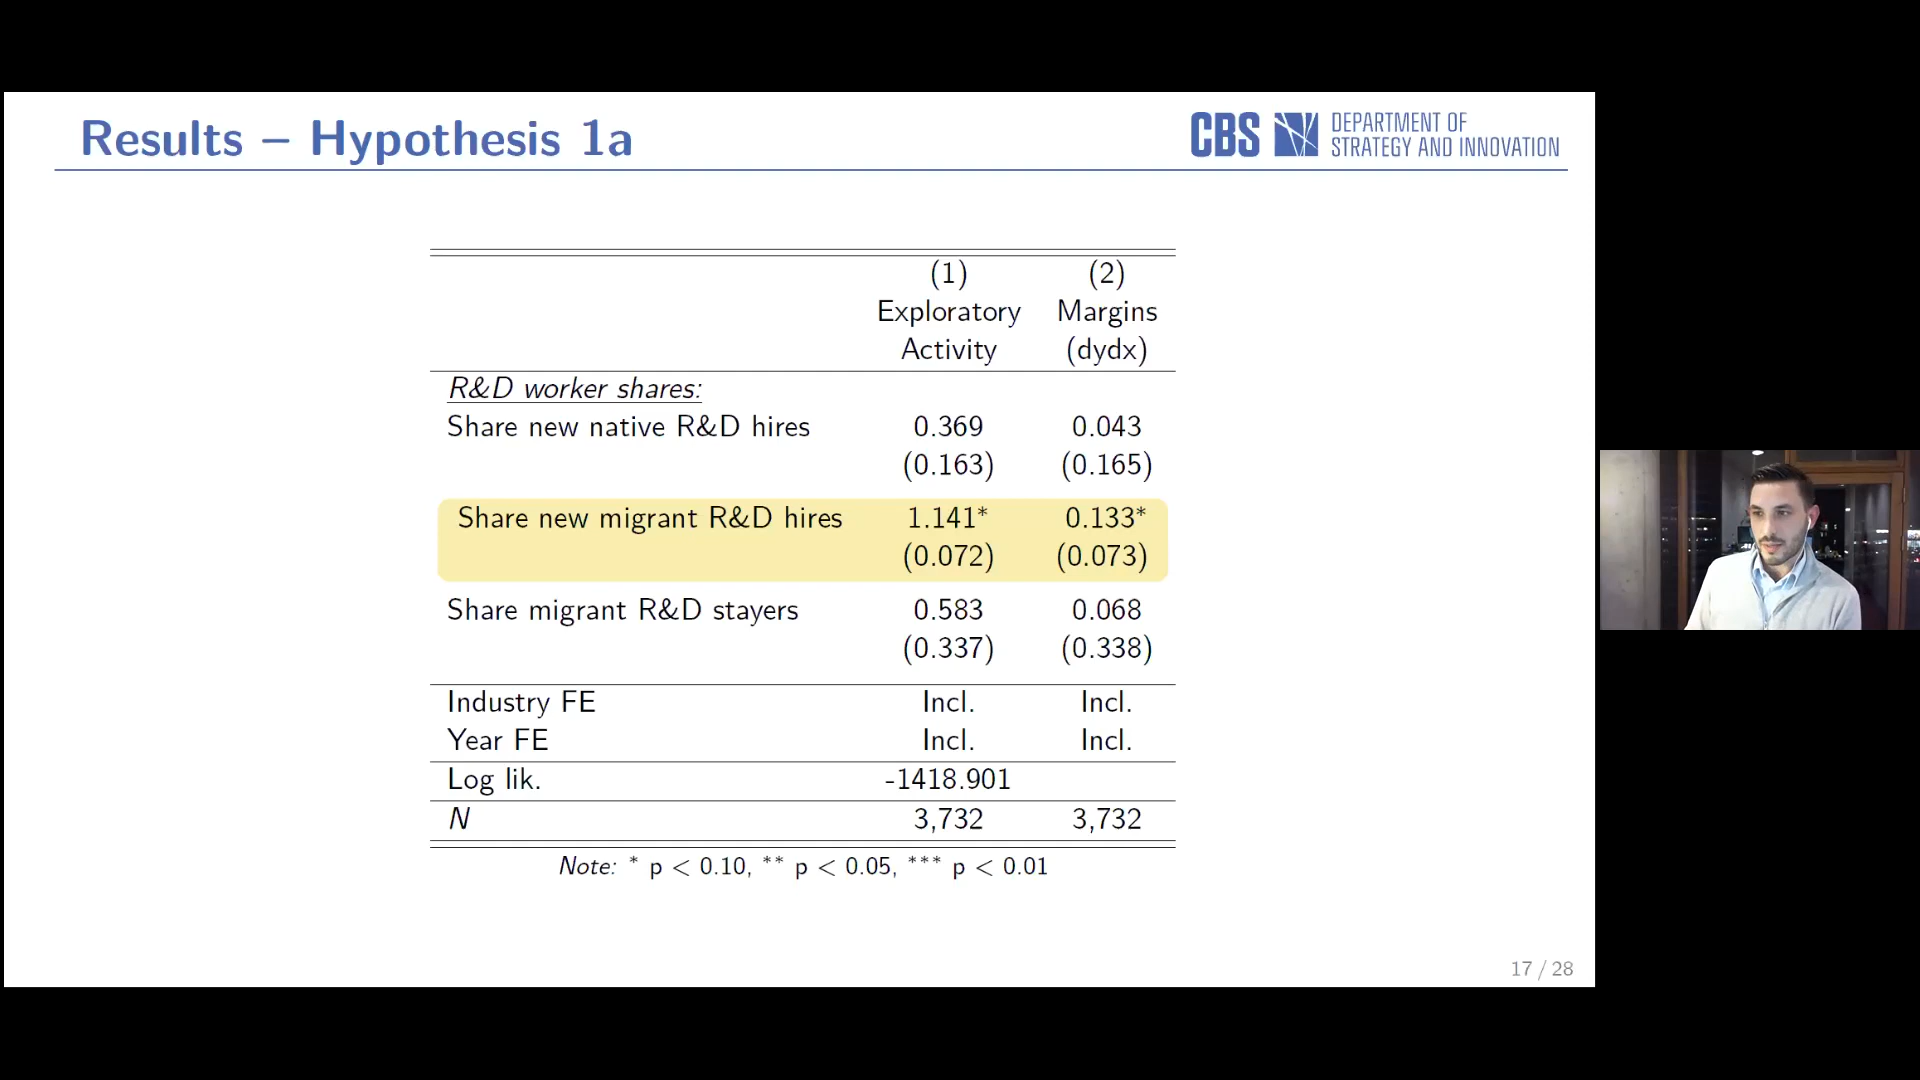 Results – Hypothesis 1a
CBS DEPARTMENT OF
STRATEGY AND INNOVATION
(1) (2)
Exploratory Margins
Activity (dydx)
R&D worker shares:
Share new native R&D hires 0.369 0.043
(0.163) (0.165)
Share new migrant R&D hires 1.141* 0.133*
(0.072) (0.073)
Share migrant R&D stayers 0.583 0.068
(0.337) (0.338)
Industry FE Incl. Incl.
Year FE Incl. Incl.
Log lik. -1418.901
N 3,732 3,732
Note: * p < 0.10, ** p < 0.05, *** p < 0.01
17 / 28